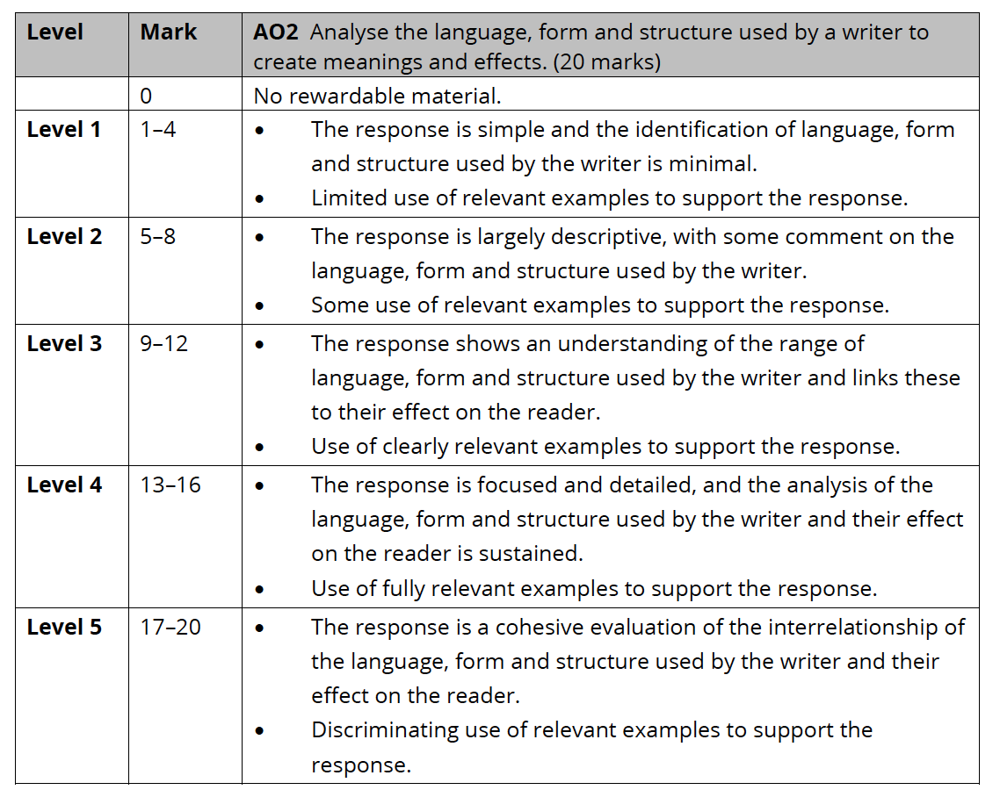 Level Mark AO2 Analyse the language, form and structure used by a writer to
create meanings and effects. (20 marks)
0 No rewardable material.
Level 1 1–4 • The response is simple and the identification of language, form
and structure used by the writer is minimal.
• Limited use of relevant examples to support the response.
Level 2 5–8 • The response is largely descriptive, with some comment on the
language, form and structure used by the writer.
• Some use of relevant examples to support the response.
Level 3 9–12 • The response shows an understanding of the range of
language, form and structure used by the writer and links these
to their effect on the reader.
• Use of clearly relevant examples to support the response.
Level 4 13–16 • The response is focused and detailed, and the analysis of the
language, form and structure used by the writer and their effect
on the reader is sustained.
• Use of fully relevant examples to support the response.
Level 5 17–20 • The response is a cohesive evaluation of the interrelationship of
the language, form and structure used by the writer and their
effect on the reader.
• Discriminating use of relevant examples to support the
response.